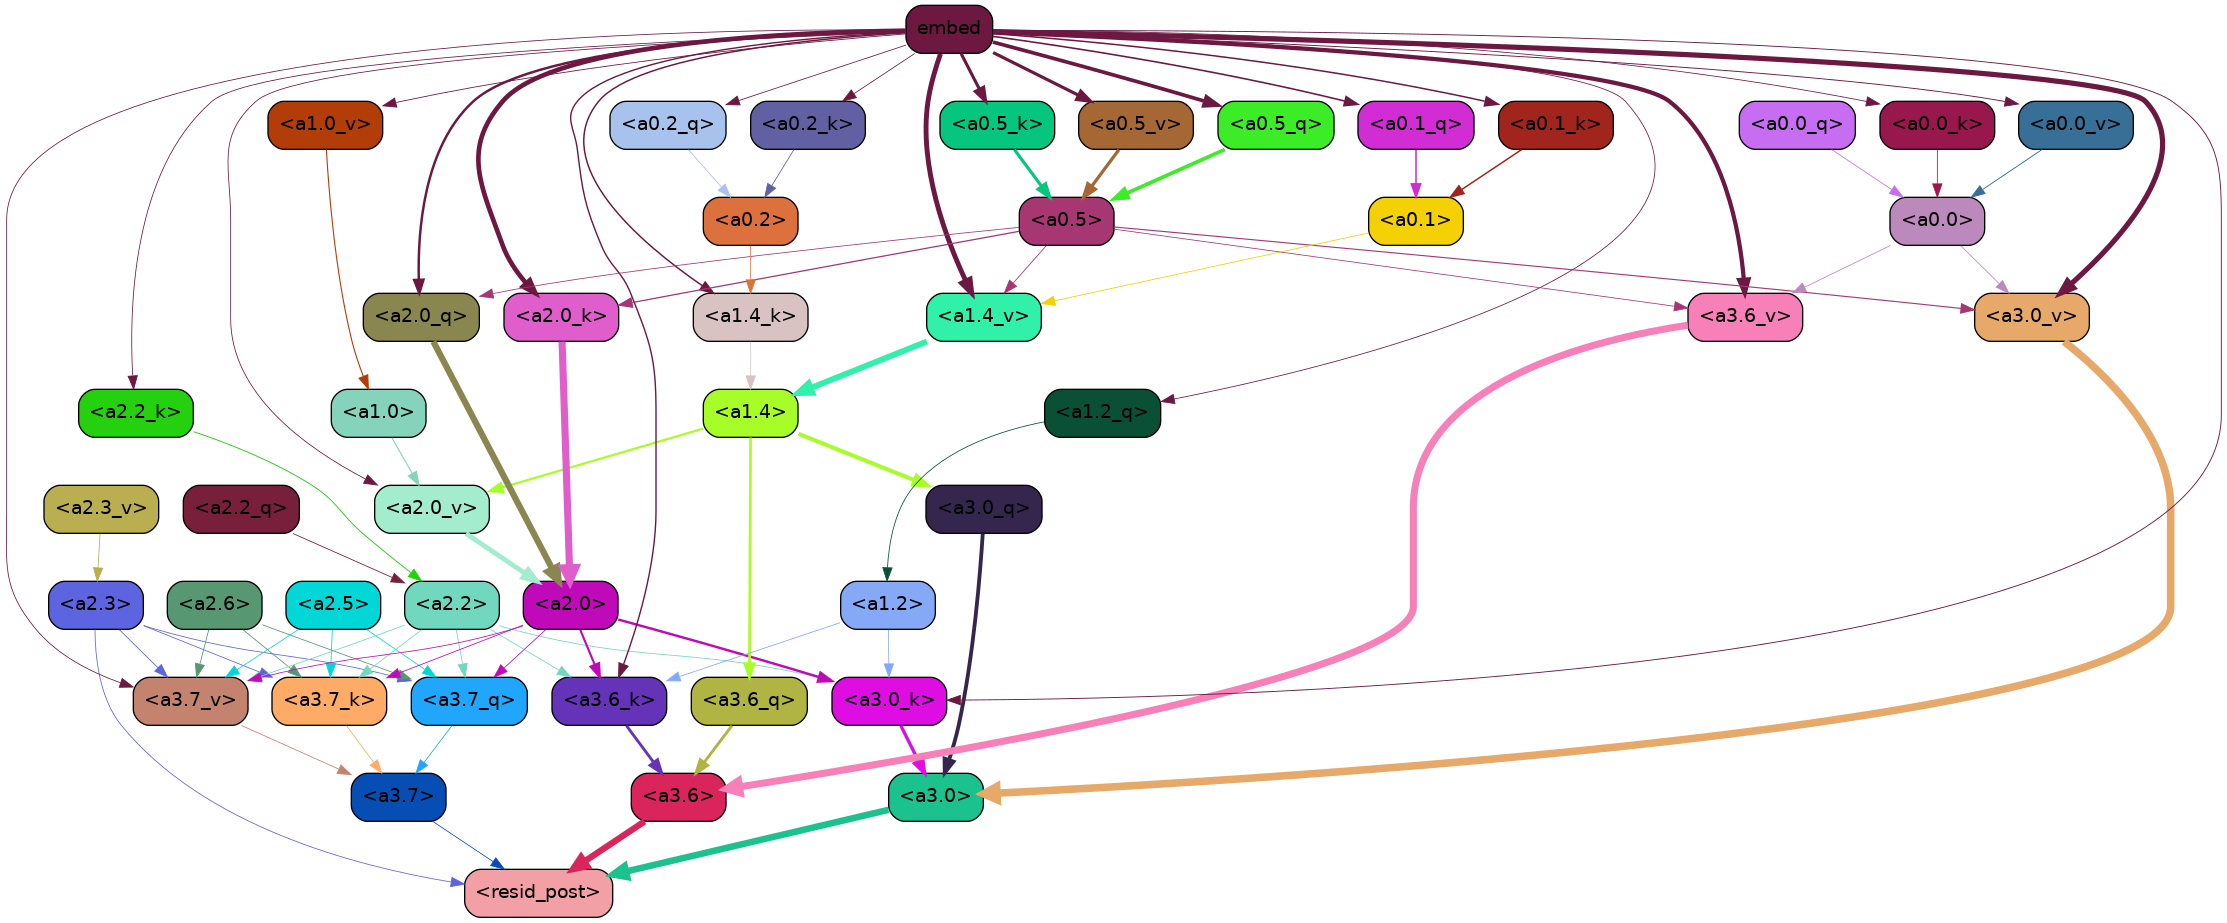 embed
<a1.0_v>
<a0.2_q>
<a0.2_k>
<a0.5_k>
<a0.5_v>
<a0.5_q>
<a0.1_q>
<a0.1_k>
<a0.0_q>
<a0.0_k>
<a0.0_v>
<a0.2>
<a0.5>
<a0.1>
<a0.0>
<a2.0_q>
<a2.0_k>
<a1.4_k>
<a1.4_v>
<a3.6_v>
<a3.0_v>
<a2.2_k>
<a1.0>
<a1.4>
<a1.2_q>
<a2.3_v>
<a2.2_q>
<a2.0_v>
<a3.0_q>
<a2.3>
<a2.6>
<a2.5>
<a2.2>
<a2.0>
<a1.2>
<a3.7_v>
<a3.7_k>
<a3.7_q>
<a3.6_k>
<a3.6_q>
<a3.0_k>
<a3.7>
<a3.6>
<a3.0>
<resid_post>